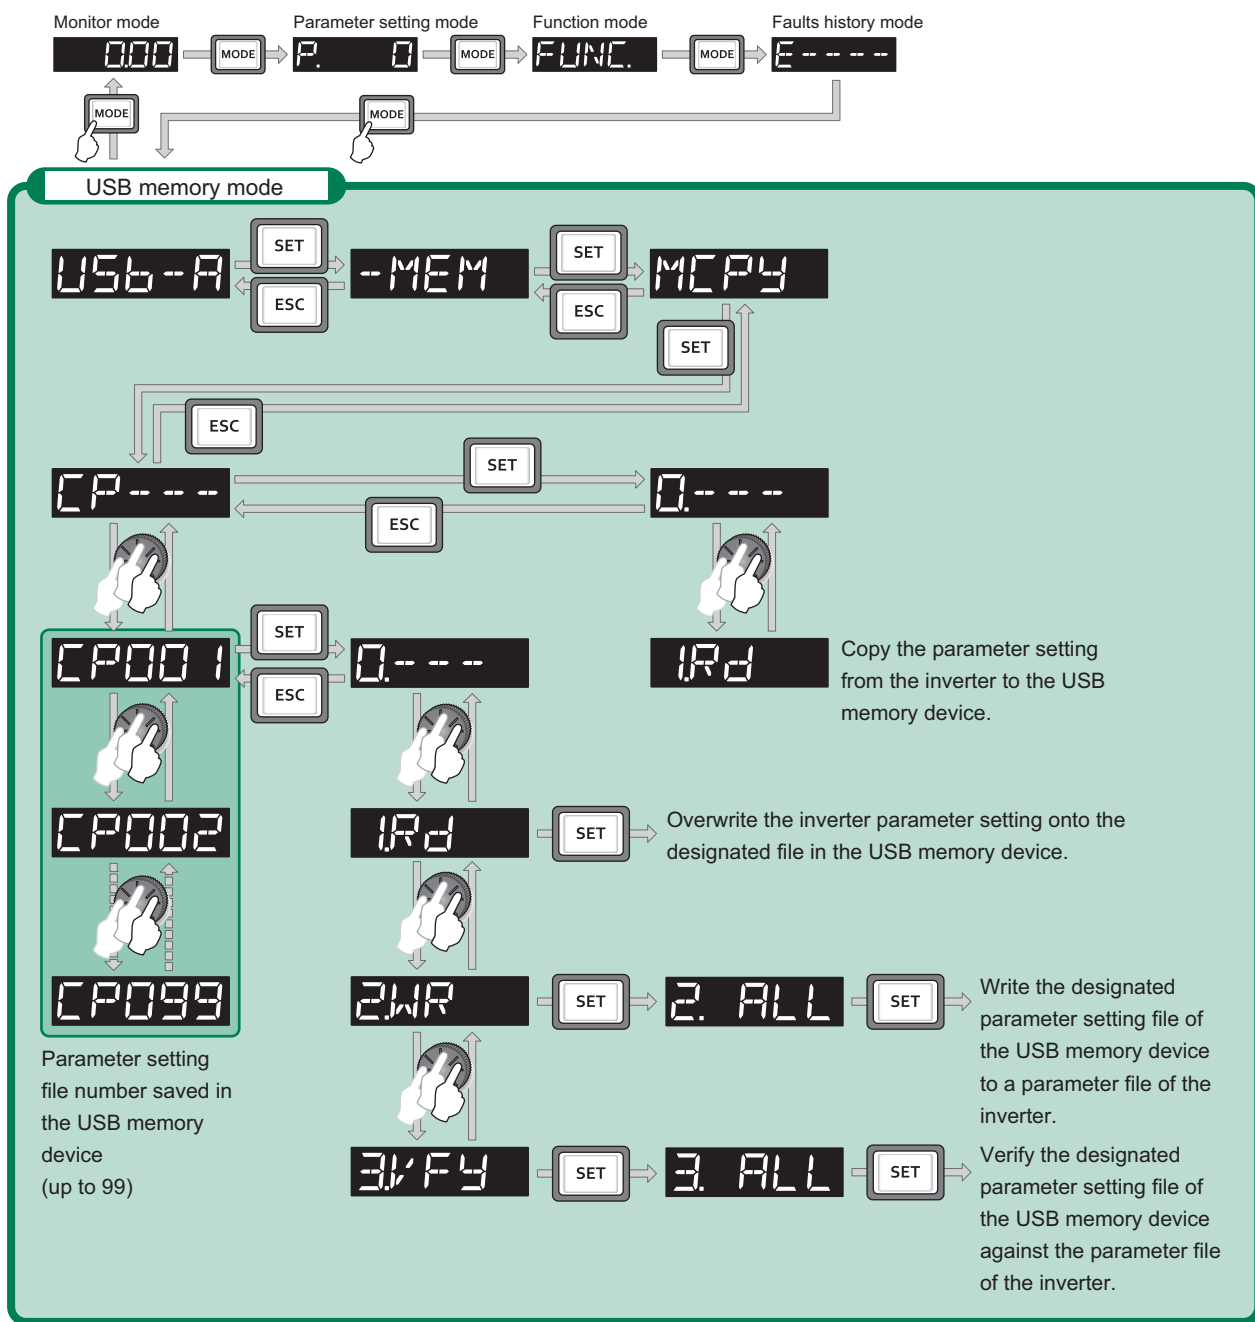 Monitor mode
Parameter setting mode
Function mode
Faults history mode
0.00
MODE
P. 0
MODE
FUNC.
MODE
E----
MODE
MODE
USB memory mode
USb-A
SET
ESC
-MEM
SET
ESC
MCPY
SET
ESC
CP---
SET
ESC
0.---
CP001
SET
ESC
0.---
1.Rd
Copy the parameter setting
from the inverter to the USB
memory device.
CP002
1.Rd
SET
Overwrite the inverter parameter setting onto the
designated file in the USB memory device.
CP099
2.WR
SET
2. ALL
SET
Write the designated
parameter setting file of
the USB memory device
to a parameter file of the
inverter.
Parameter setting
file number saved in
the USB memory
device
(up to 99)
3.VFY
SET
3. ALL
SET
Verify the designated
parameter setting file of
the USB memory device
against the parameter file
of the inverter.